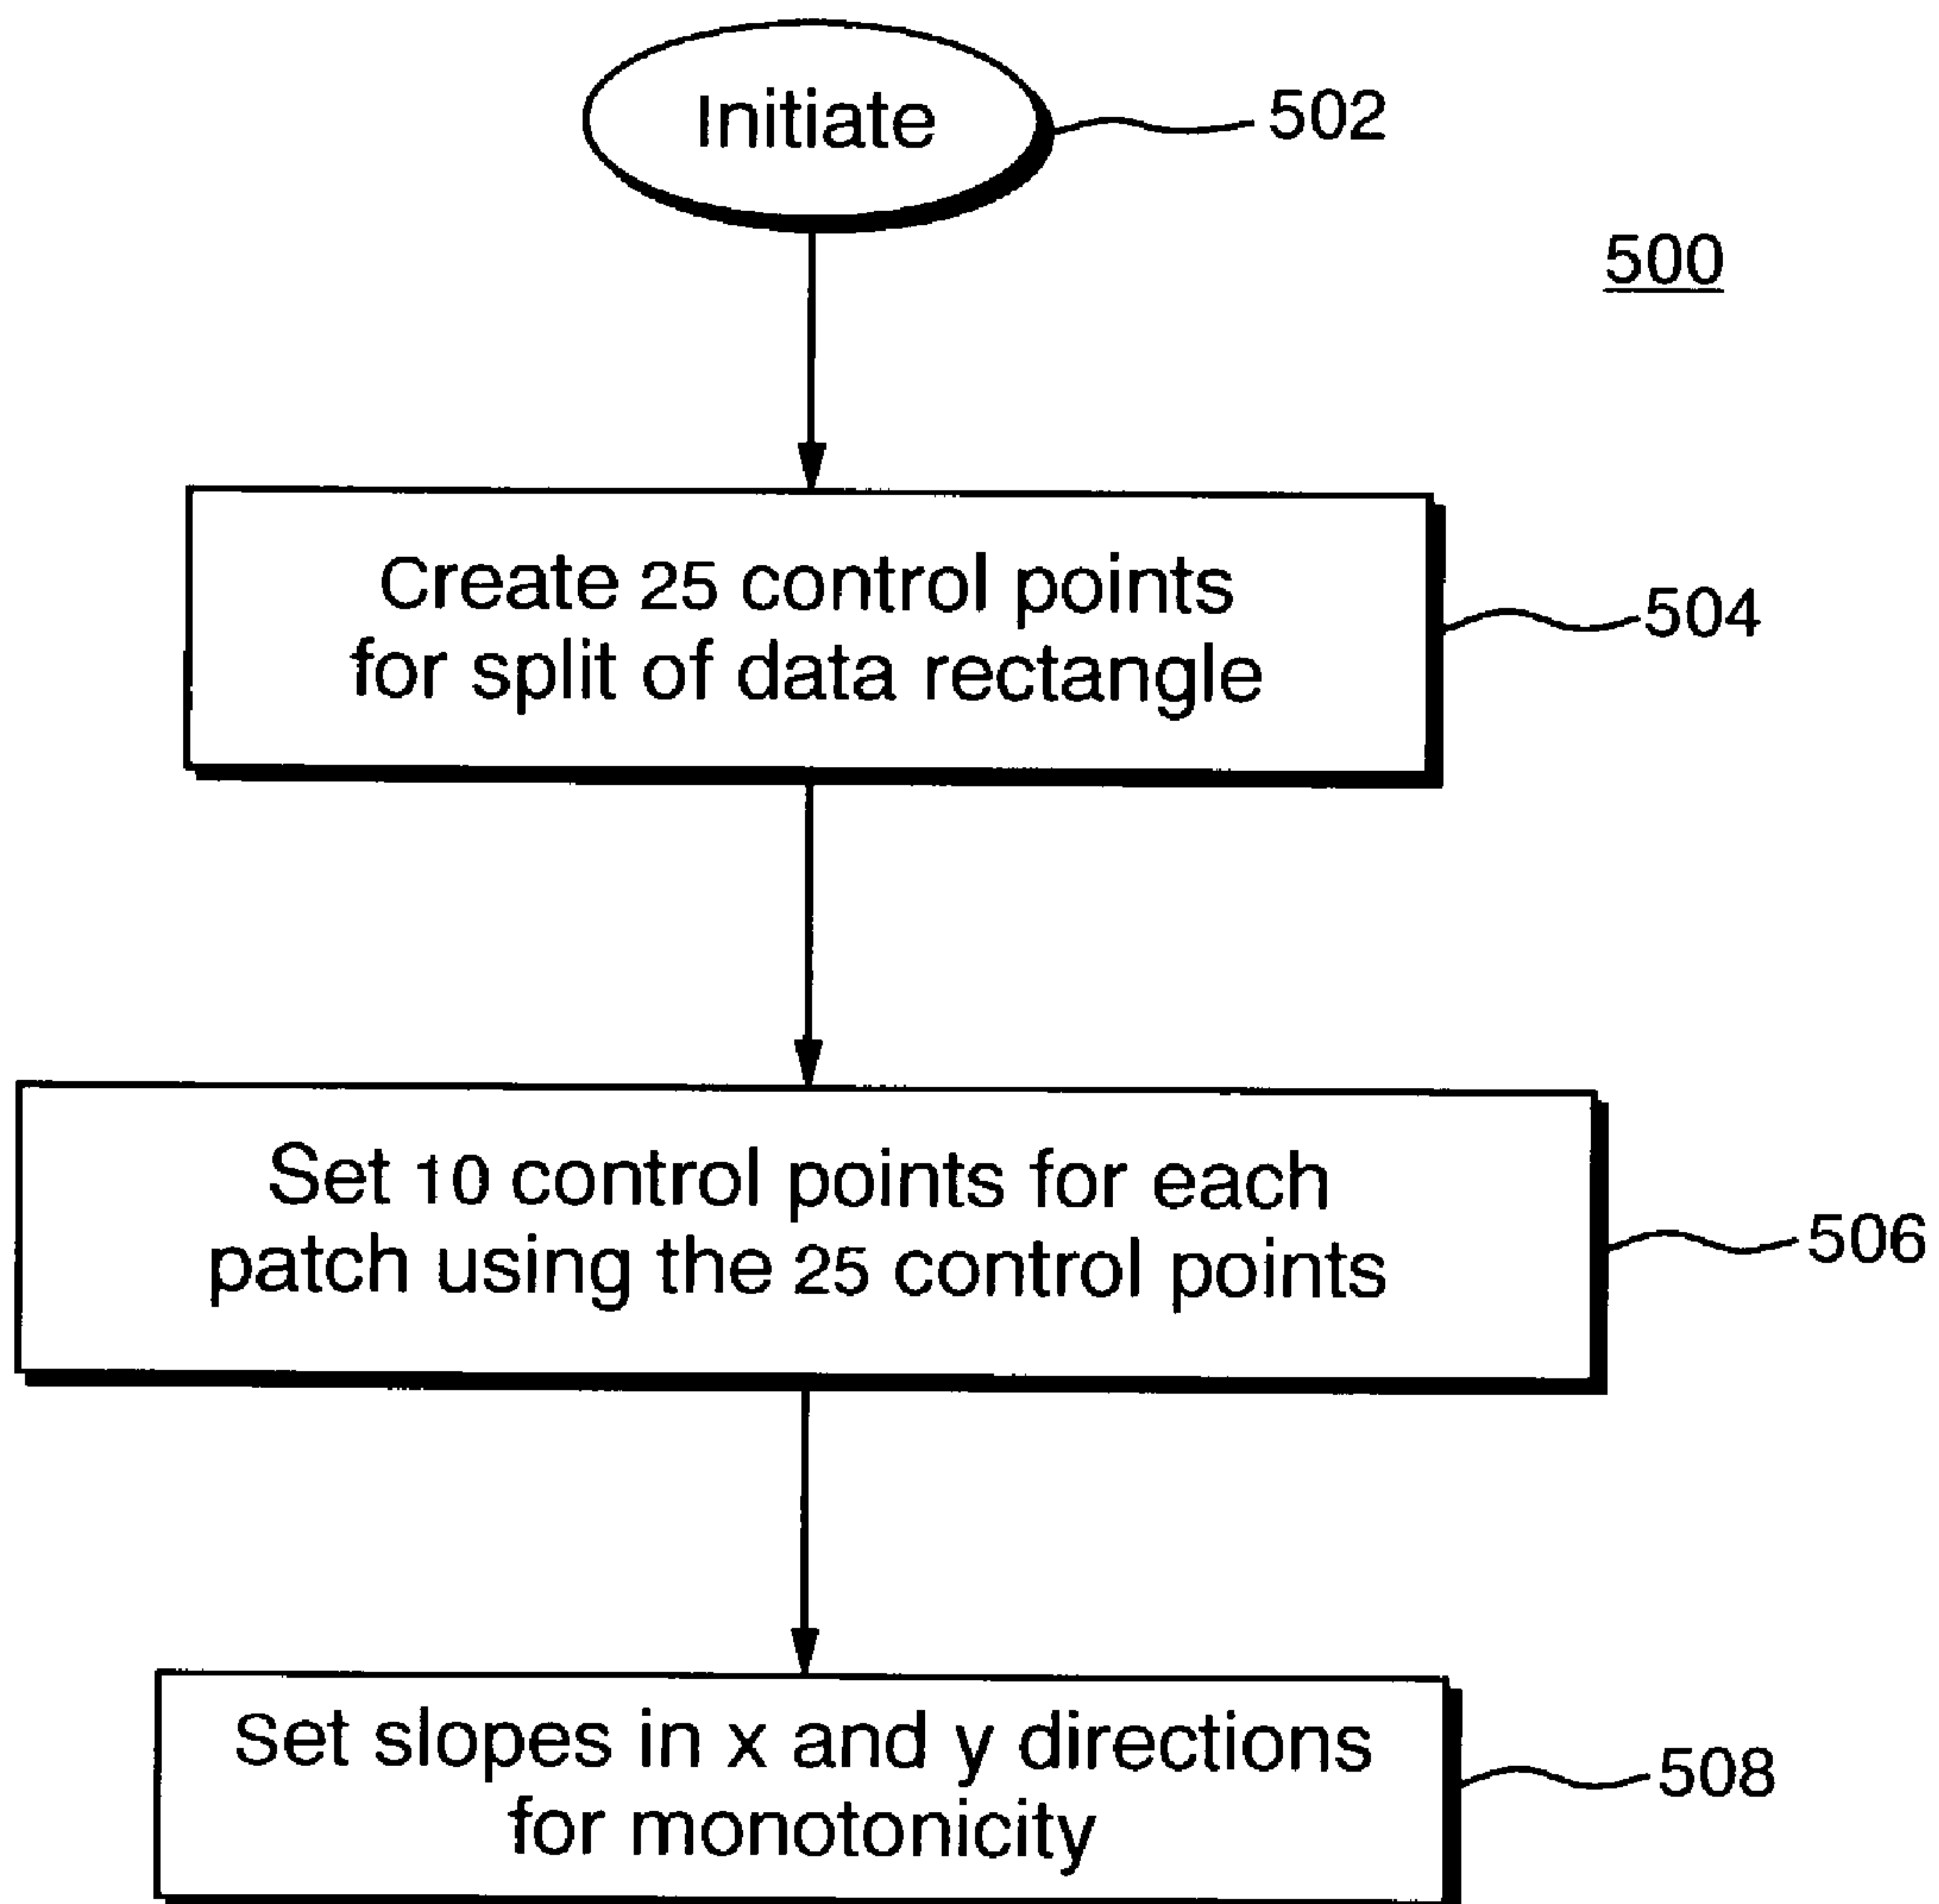 Initiate
502
500
Create 25 control points
for split of data rectangle
504
Set 10 control points for each
patch using the 25 control points
506
Set slopes in x and y directions
for monotonicity
508